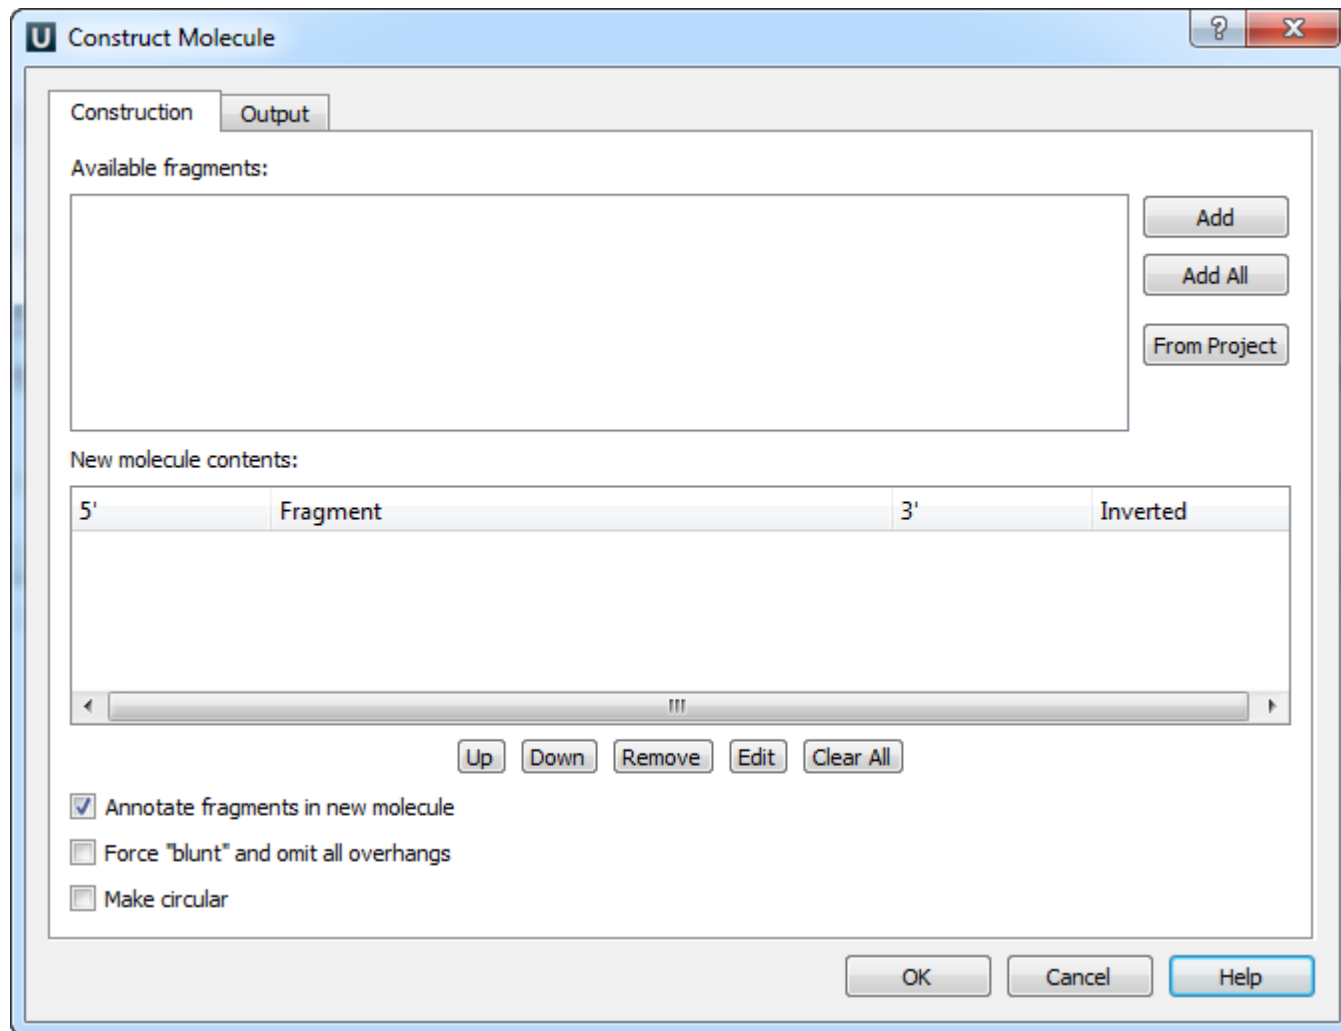 U Construct Molecule ? X
Construction Output
Available fragments:
Add
Add All
From Project
New molecule contents:
5' Fragment 3' Inverted
Up Down Remove Edit Clear All
Annotate fragments in new molecule
Force "blunt" and omit all overhangs
Make circular
OK Cancel Help